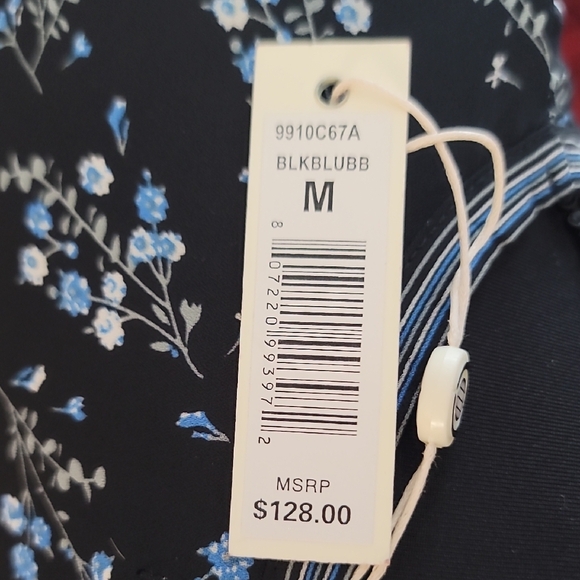 9910C67A
BLKBLUBB
M
8 07220 99397 2
MSRP
$128.00